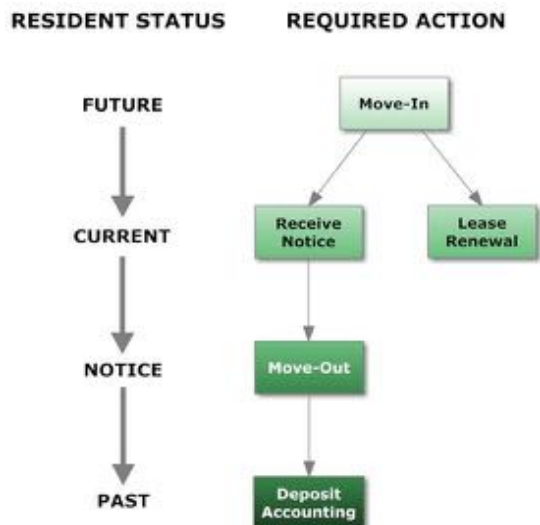 RESIDENT STATUS REQUIRED ACTION
FUTURE
Move-In
CURRENT
Receive
Notice
Lease
Renewal
NOTICE
Move-Out
PAST
Deposit
Accounting